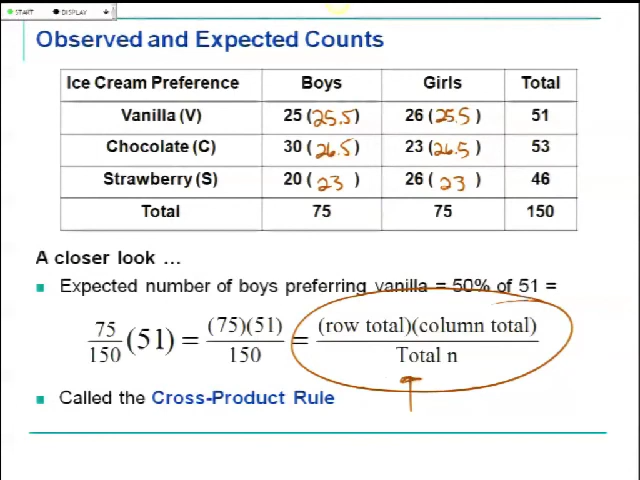 START DISPLAY
Observed and Expected Counts
Ice Cream Preference Boys Girls Total
Vanilla (V) 25 (25.5) 26 (25.5) 51
Chocolate (C) 30 (26.5) 23 (26.5) 53
Strawberry (S) 20 (23) 26 (23) 46
Total 75 75 150
A closer look ...
Expected number of boys preferring vanilla = 50% of 51 =
75/150 (51) = (75)(51)/150 = (row total)(column total)/Total n
Called the Cross-Product Rule